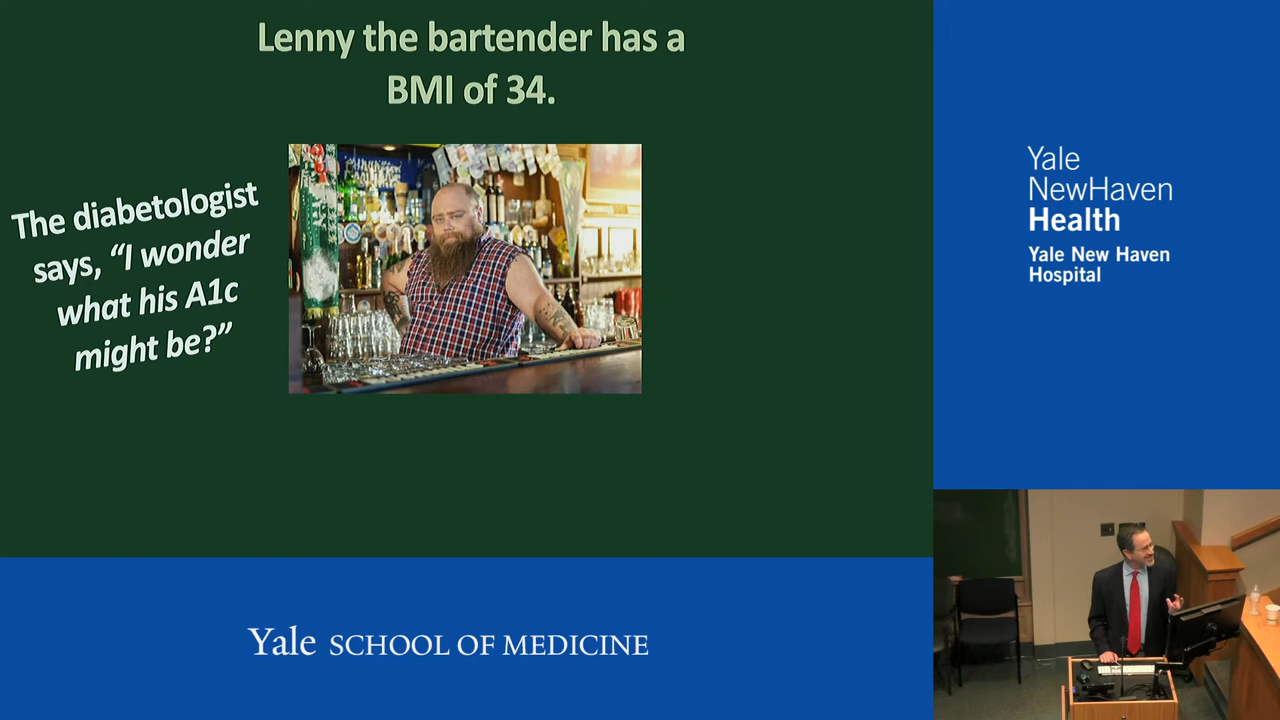 Lenny the bartender has a
BMI of 34.
The diabetologist
says, “I wonder
what his A1c
might be?”
Yale
NewHaven
Health
Yale New Haven
Hospital
Yale SCHOOL OF MEDICINE